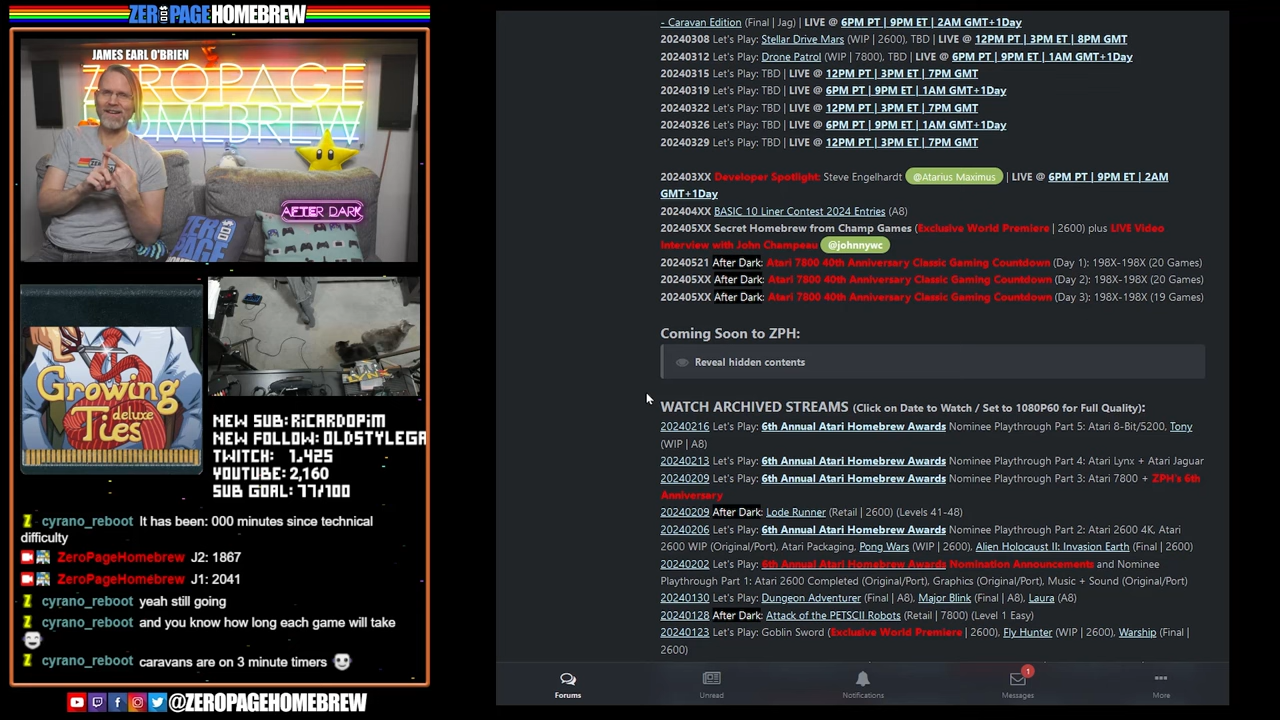 ZERO PAGE HOMEBREW
JAMES EARL O'BRIEN
ZEROPAGE
HOMEBREW
AFTER DARK
Growing
deluxe
Ties
NEW SUB: RICARDOPIM
NEW FOLLOW: OLDSTYLEGA
TWITCH: 1,425
YOUTUBE: 2,160
SUB GOAL: 77/100
cyrano_reboot It has been: 000 minutes since technical
difficulty
ZeroPageHomebrew J2: 1867
ZeroPageHomebrew J1: 2041
cyrano_reboot yeah still going
cyrano_reboot and you know how long each game will take
cyrano_reboot caravans are on 3 minute timers
@ZEROPAGEHOMEBREW
- Caravan Edition (Final | Jag) | LIVE @ 6PM PT | 9PM ET | 2AM GMT+1Day
20240308 Let's Play: Stellar Drive Mars (WIP | 2600), TBD | LIVE @ 12PM PT | 3PM ET | 8PM GMT
20240312 Let's Play: Drone Patrol (WIP | 7800), TBD | LIVE @ 6PM PT | 9PM ET | 1AM GMT+1Day
20240315 Let's Play: TBD | LIVE @ 12PM PT | 3PM ET | 7PM GMT
20240319 Let's Play: TBD | LIVE @ 6PM PT | 9PM ET | 1AM GMT+1Day
20240322 Let's Play: TBD | LIVE @ 12PM PT | 3PM ET | 7PM GMT
20240326 Let's Play: TBD | LIVE @ 6PM PT | 9PM ET | 1AM GMT+1Day
20240329 Let's Play: TBD | LIVE @ 12PM PT | 3PM ET | 7PM GMT
202403XX Developer Spotlight: Steve Engelhardt @Atarius Maximus | LIVE @ 6PM PT | 9PM ET | 2AM
GMT+1Day
202404XX BASIC 10 Liner Contest 2024 Entries (A8)
202405XX Secret Homebrew from Champ Games (Exclusive World Premiere | 2600) plus LIVE Video
Interview with John Champeau @johnnywc
20240521 After Dark: Atari 7800 40th Anniversary Classic Gaming Countdown (Day 1): 198X-198X (20 Games)
202405XX After Dark: Atari 7800 40th Anniversary Classic Gaming Countdown (Day 2): 198X-198X (20 Games)
202405XX After Dark: Atari 7800 40th Anniversary Classic Gaming Countdown (Day 3): 198X-198X (19 Games)
Coming Soon to ZPH:
Reveal hidden contents
WATCH ARCHIVED STREAMS (Click on Date to Watch / Set to 1080P60 for Full Quality):
20240216 Let's Play: 6th Annual Atari Homebrew Awards Nominee Playthrough Part 5: Atari 8-Bit/5200, Tony
(WIP | A8)
20240213 Let's Play: 6th Annual Atari Homebrew Awards Nominee Playthrough Part 4: Atari Lynx + Atari Jaguar
20240209 Let's Play: 6th Annual Atari Homebrew Awards Nominee Playthrough Part 3: Atari 7800 + ZPH's 6th
Anniversary
20240209 After Dark: Lode Runner (Retail | 2600) (Levels 41-48)
20240206 Let's Play: 6th Annual Atari Homebrew Awards Nominee Playthrough Part 2: Atari 2600 4K, Atari
2600 WIP (Original/Port), Atari Packaging, Pong Wars (WIP | 2600), Alien Holocaust II: Invasion Earth (Final | 2600)
20240202 Let's Play: 6th Annual Atari Homebrew Awards Nomination Announcements and Nominee
Playthrough Part 1: Atari 2600 Completed (Original/Port), Graphics (Original/Port), Music + Sound (Original/Port)
20240130 Let's Play: Dungeon Adventurer (Final | A8), Major Blink (Final | A8), Laura (A8)
20240128 After Dark: Attack of the PETSCII Robots (Retail | 7800) (Level 1 Easy)
20240123 Let's Play: Goblin Sword (Exclusive World Premiere | 2600), Fly Hunter (WIP | 2600), Warship (Final |
2600)
Forums
Unread
Notifications
1
Messages
More